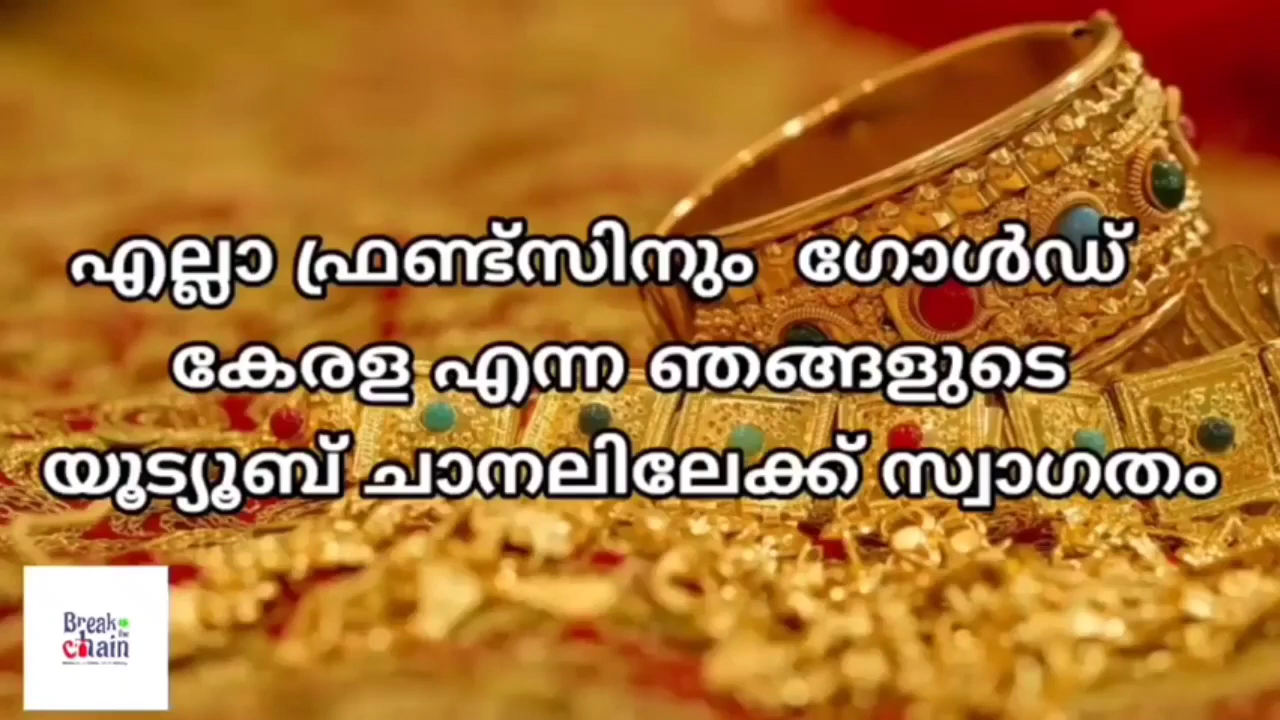 എല്ലാ ഫ്രണ്ട്സിനും ഗോൾഡ്
കേരള എന്ന ഞങ്ങളുടെ
യൂട്യൂബ് ചാനലിലേക്ക് സ്വാഗതം
Break the
chain